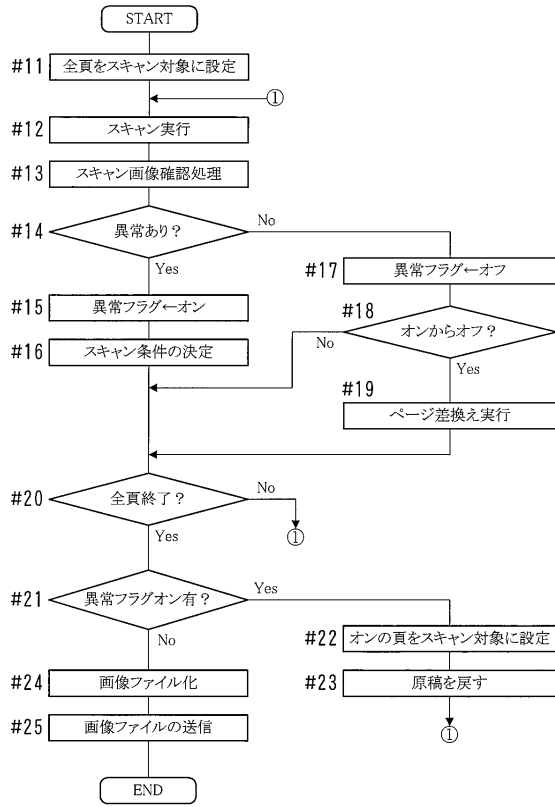 START
#11 全頁をスキャン対象に設定
①
#12 スキャン実行
#13 スキャン画像確認処理
#14 異常あり？
No
Yes
#17 異常フラグ←オフ
#15 異常フラグ←オン
#18 オンからオフ？
No
Yes
#16 スキャン条件の決定
#19 ページ差換え実行
#20 全頁終了？
No
①
Yes
#21 異常フラグオン有？
Yes
No
#22 オンの頁をスキャン対象に設定
#24 画像ファイル化
#23 原稿を戻す
#25 画像ファイルの送信
①
END